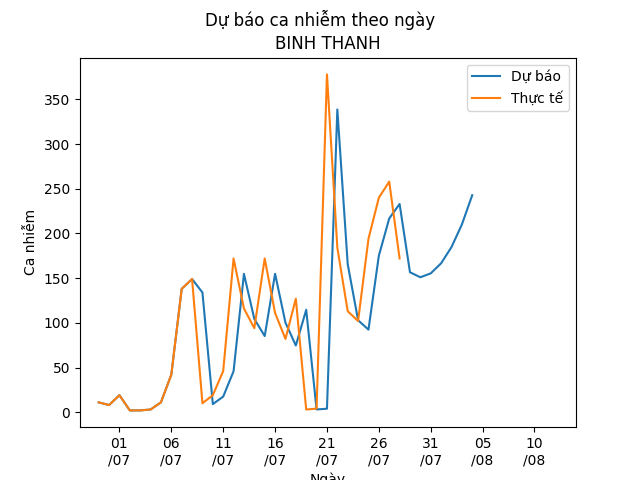 Dự báo ca nhiễm theo ngày
BINH THANH
Dự báo
Thực tế
Ca nhiễm
350
300
250
200
150
100
50
0
01 06 11 16 21 26 31 05 10
/07 /07 /07 /07 /07 /07 /07 /08 /08
Ngày